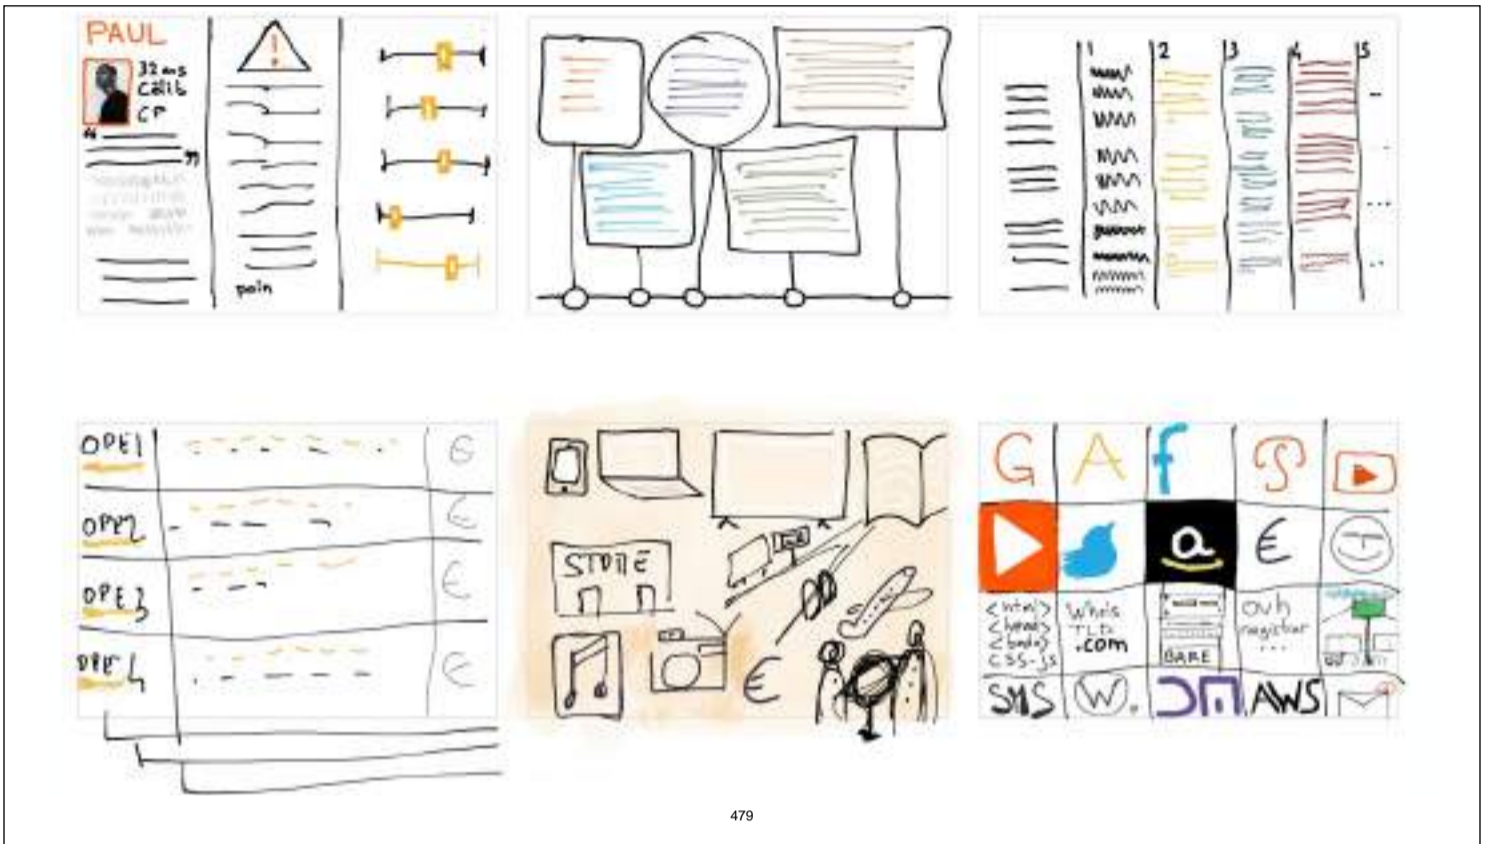 PAUL
32 ans
Célib
CP
pain
1 2 3 4 5
OPE1
OPE2
OPE3
OPE4
STORE
€
G A f
a €
<html>
<head>
<body>
CSS-js
Whois
TLD
.com
BARE
ovh
registrar
...
SMS W. AWS
479